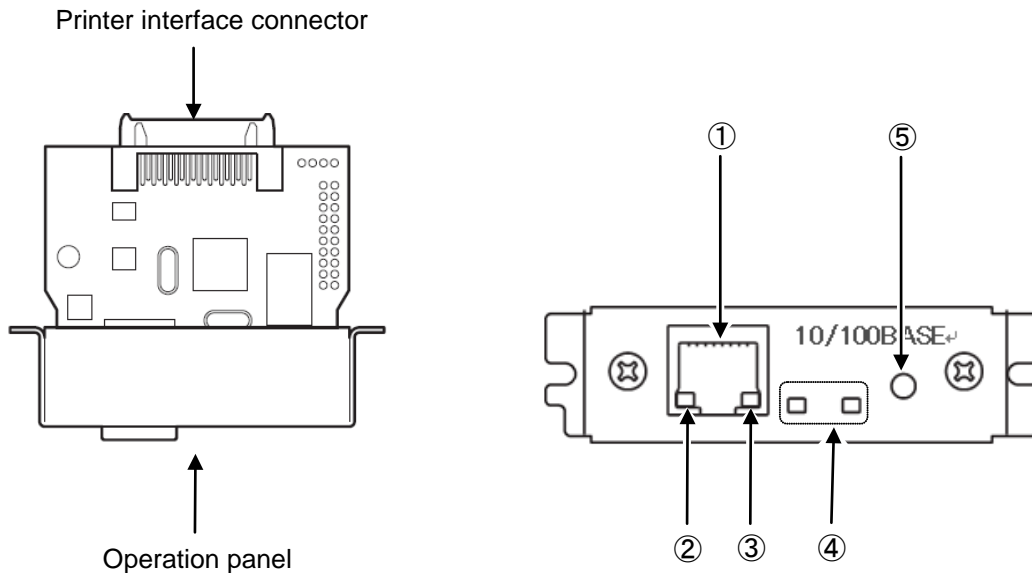 Printer interface connector
① ⑤
10/100BASE↵
② ③ ④
Operation panel